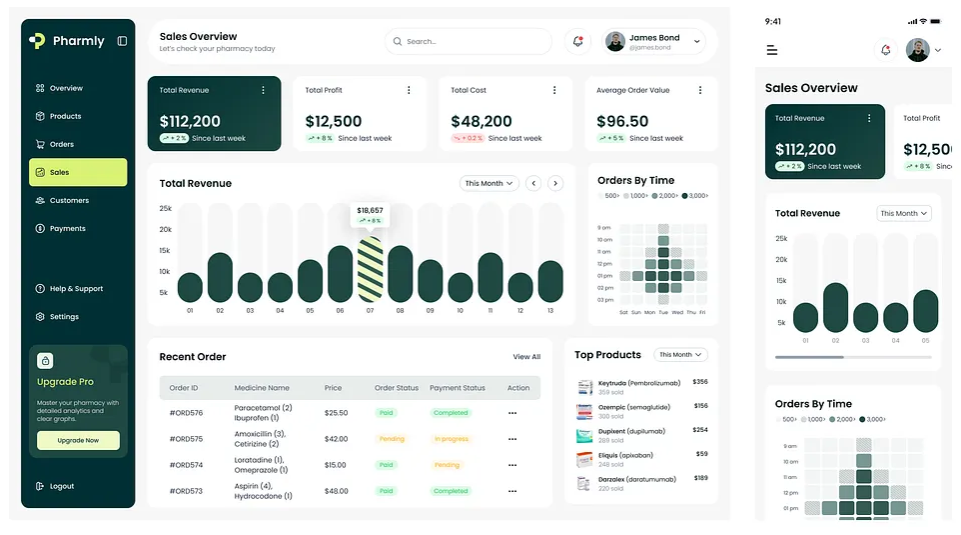 Pharmly
Overview
Products
Orders
Sales
Customers
Payments
Help & Support
Settings
Upgrade Pro
Master your pharmacy with
detailed analytics and
clear graphs.
Upgrade Now
Logout
Sales Overview
Let's check your pharmacy today
Search...
James Bond
@james.bond
Total Revenue
$112,200
+ 2 % Since last week
Total Profit
$12,500
+ 8 % Since last week
Total Cost
$48,200
+ 0.2 % Since last week
Average Order Value
$96.50
+ 5 % Since last week
Total Revenue
This Month
25k
20k
15k
10k
5k
$18,657
+ 8 %
01 02 03 04 05 06 07 08 09 10 11 12 13
Orders By Time
500> 1,000> 2,000> 3,000>
9 am
10 am
11 am
12 pm
01 pm
02 pm
03 pm
Sat Sun Mon Tue Wed Thu Fri
Recent Order
View All
Order ID Medicine Name Price Order Status Payment Status Action
#ORD576 Paracetamol (2) $25.50 Paid Completed
Ibuprofen (1)
#ORD575 Amoxicillin (3), $42.00 Pending In progress
Cetirizine (2)
#ORD574 Loratadine (1), $15.00 Paid Pending
Omeprazole (1)
#ORD573 Aspirin (4), $48.00 Paid Completed
Hydrocodone (1)
Top Products
This Month
Keytruda (Pembrolizumab) $356
259 sold
Ozempic (semaglutide) $156
Dupixent (dupilumab) $254
Eliquis (apixaban) $59
248 sold
Darzalex (daratumumab) $189
220 sold
9:41
Sales Overview
Total Revenue
$112,200
+ 2 % Since last week
Total Profit
$12,50
+ 8 % Sinc
Total Revenue
This Month
25k
20k
15k
10k
5k
01 02 03 04 05
Orders By Time
500> 1,000> 2,000> 3,000>
9 am
10 am
11 am
12 pm
01 pm